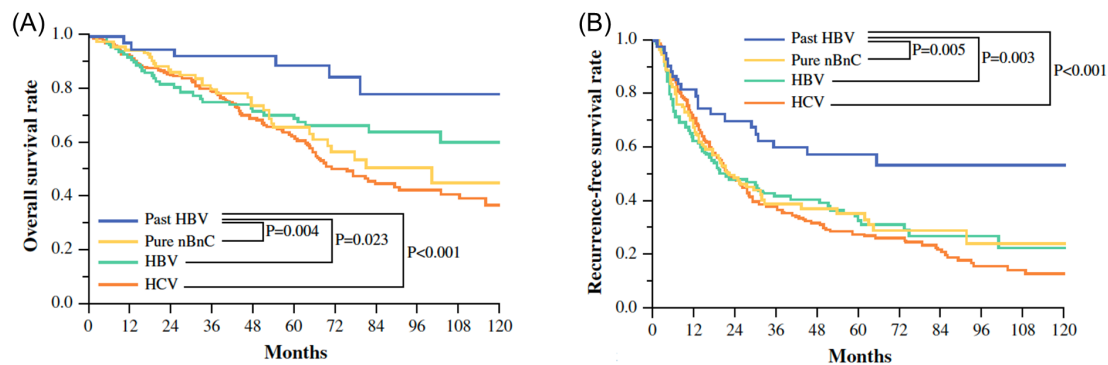 (A)
Overall survival rate
1.0
0.8
0.6
0.4
0.2
0.0
Past HBV
Pure nBnC
HBV
HCV
P=0.004
P=0.023
P<0.001
0 12 24 36 48 60 72 84 96 108 120
Months
(B)
Recurrence-free survival rate
1.0
0.8
0.6
0.4
0.2
0.0
Past HBV
Pure nBnC
HBV
HCV
P=0.005
P=0.003
P<0.001
0 12 24 36 48 60 72 84 96 108 120
Months